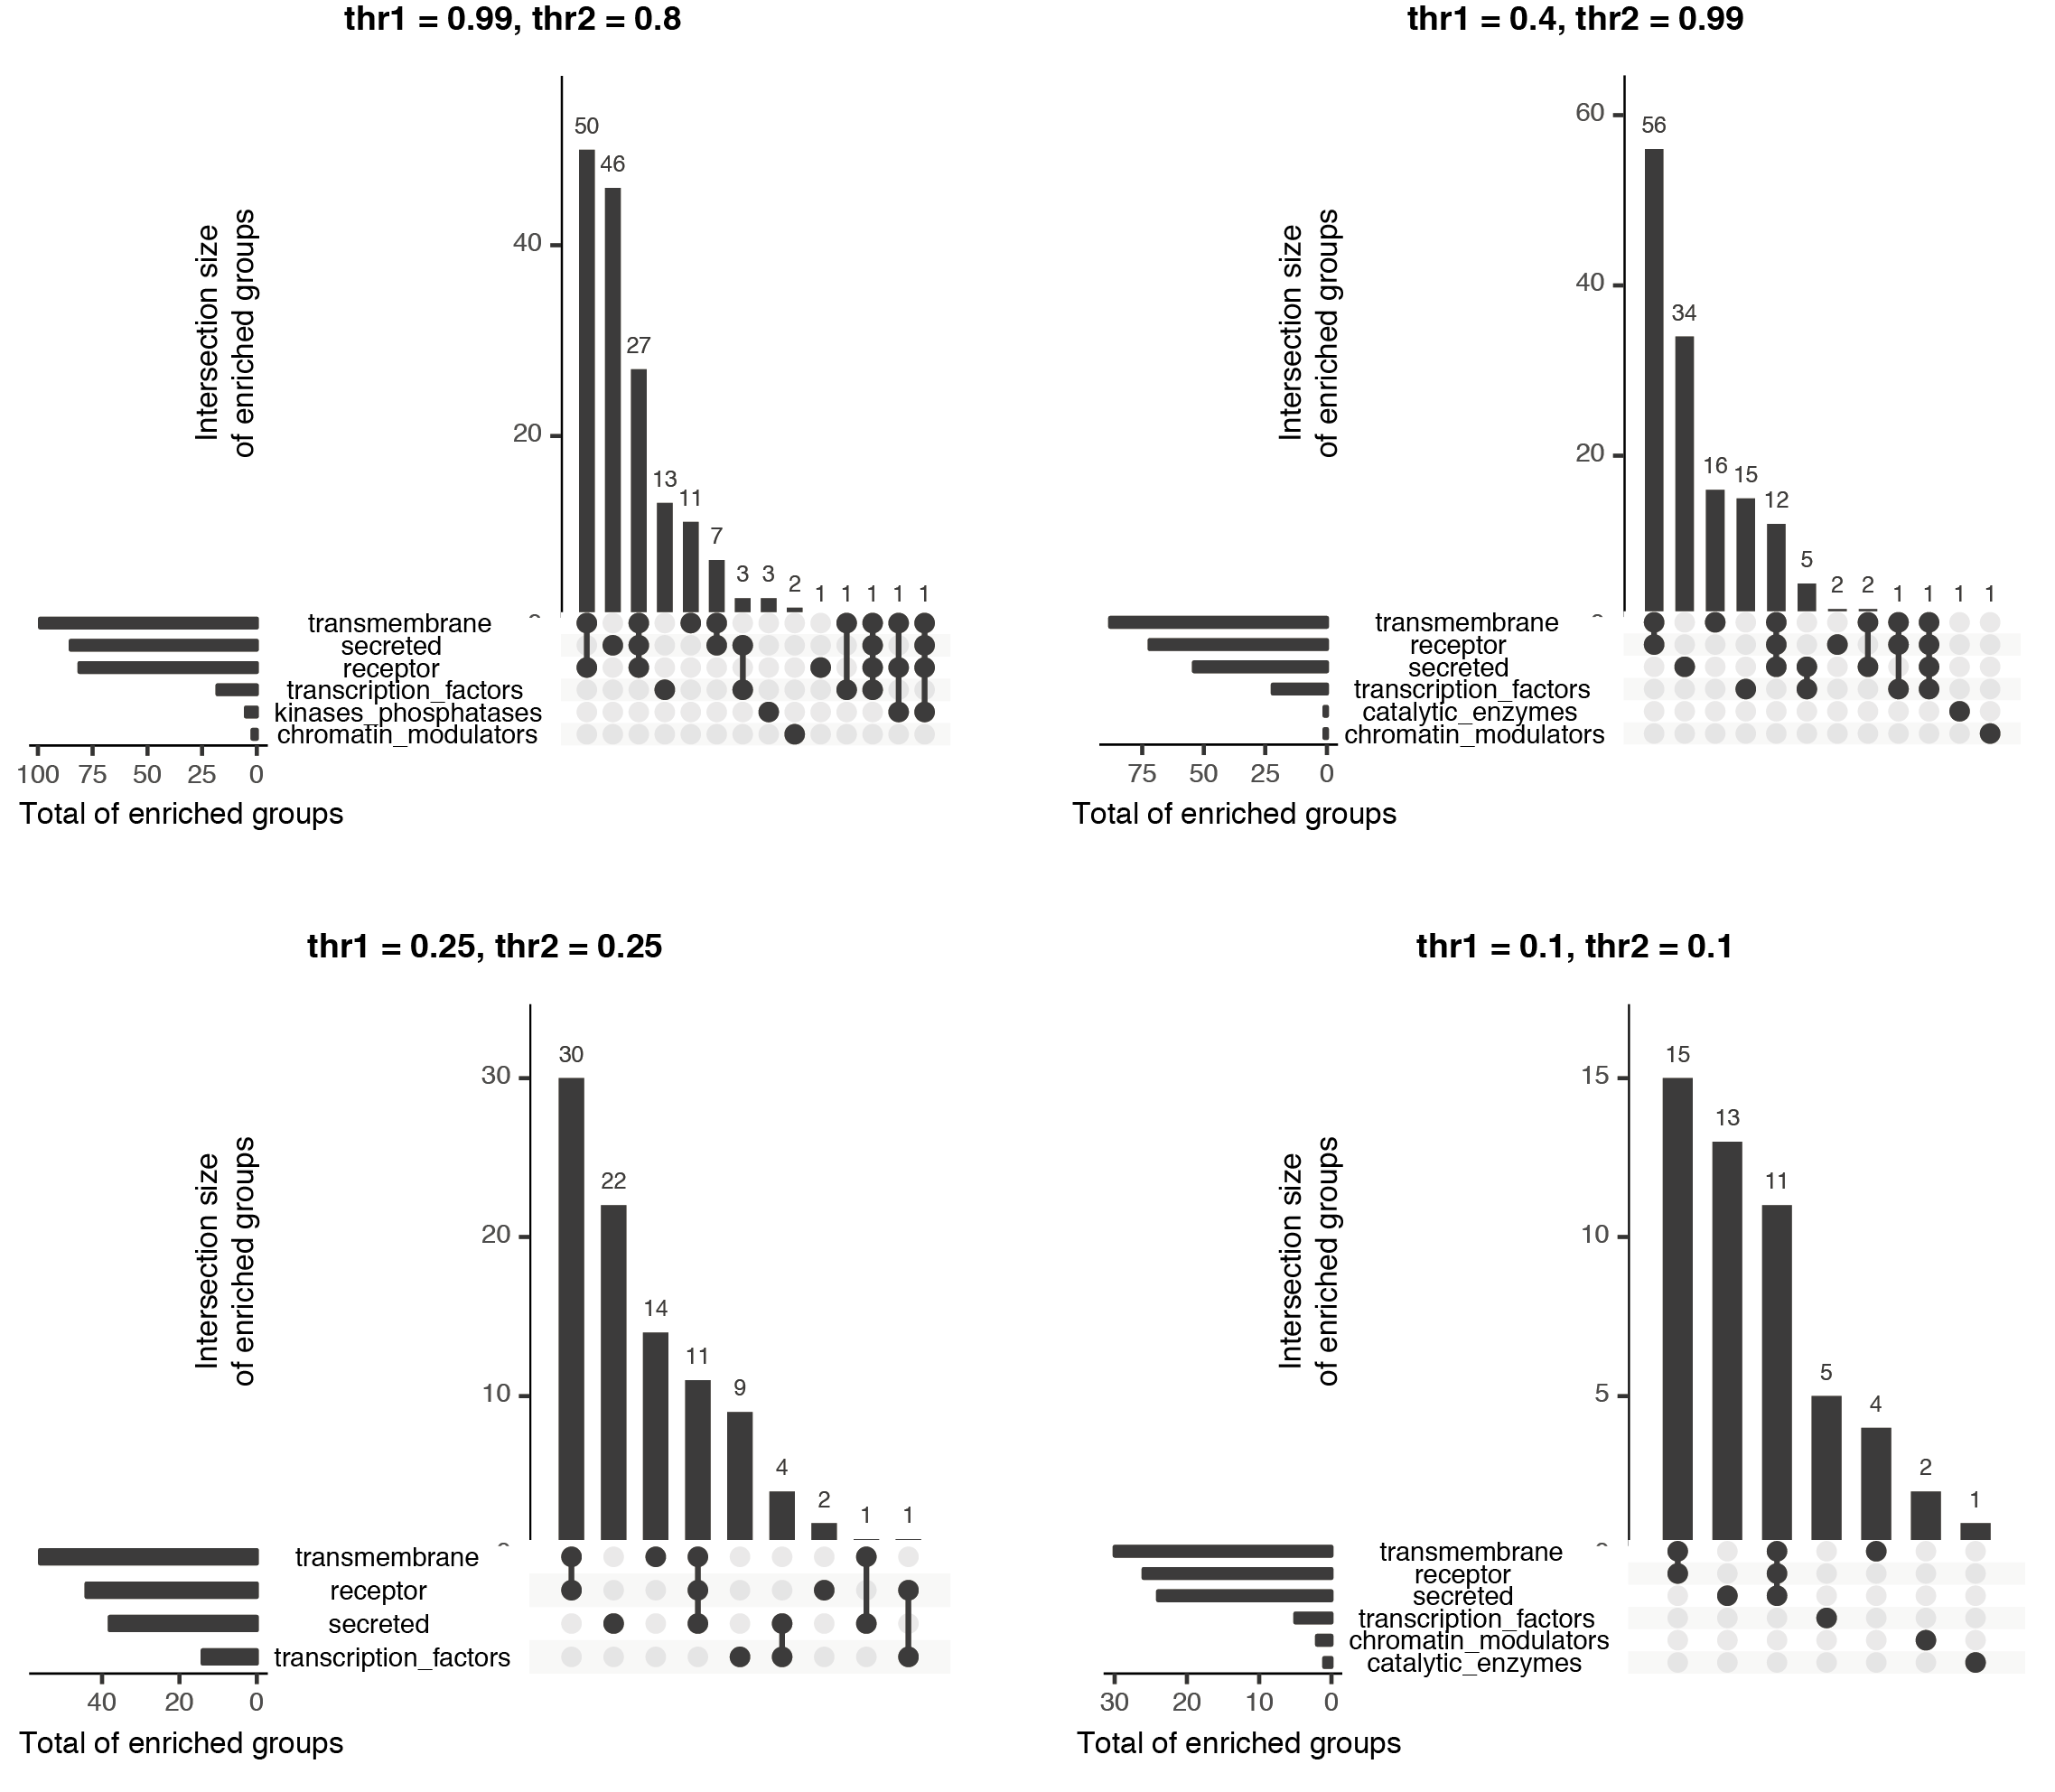 thr1 = 0.99, thr2 = 0.8
Intersection size
of enriched groups
40
20
0
50
46
27
13
11
7
3
3
2
1
1
1
1
1
transmembrane
secreted
receptor
transcription_factors
kinases_phosphatases
chromatin_modulators
100 75 50 25 0
Total of enriched groups
thr1 = 0.4, thr2 = 0.99
Intersection size
of enriched groups
60
40
20
0
56
34
16
15
12
5
2
2
1
1
1
1
transmembrane
receptor
secreted
transcription_factors
catalytic_enzymes
chromatin_modulators
75 50 25 0
Total of enriched groups
thr1 = 0.25, thr2 = 0.25
Intersection size
of enriched groups
30
20
10
0
30
22
14
11
9
4
2
1
1
transmembrane
receptor
secreted
transcription_factors
40 20 0
Total of enriched groups
thr1 = 0.1, thr2 = 0.1
Intersection size
of enriched groups
15
10
5
0
15
13
11
5
4
2
1
transmembrane
receptor
secreted
transcription_factors
chromatin_modulators
catalytic_enzymes
30 20 10 0
Total of enriched groups